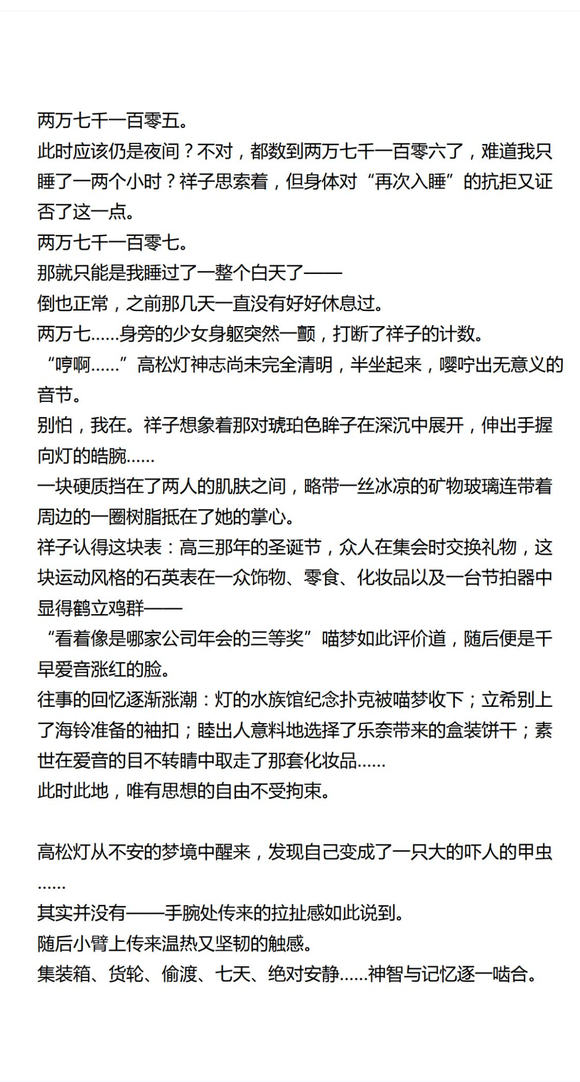 两万七千一百零五。
此时应该仍是夜间？不对，都数到两万七千一百零六了，难道我只
睡了一两个小时？祥子思索着，但身体对“再次入睡”的抗拒又证
否了这一点。
两万七千一百零七。
那就只能是我睡过了一整个白天了——
倒也正常，之前那几天一直没有好好休息过。
两万七……身旁的少女身躯突然一颤，打断了祥子的计数。
“哼啊……”高松灯神志尚未完全清明，半坐起来，嘤咛出无意义的
音节。
别怕，我在。祥子想象着那对琥珀色眸子在深沉中展开，伸出手握
向灯的皓腕……
一块硬质挡在了两人的肌肤之间，略带一丝冰凉的矿物玻璃连带着
周边的一圈树脂抵在了她的掌心。
祥子认得这块表：高三那年的圣诞节，众人在集会时交换礼物，这
块运动风格的石英表在一众饰物、零食、化妆品以及一台节拍器中
显得鹤立鸡群——
“看着像是哪家公司年会的三等奖”喵梦如此评价道，随后便是千
早爱音涨红的脸。
往事的回忆逐渐涨潮：灯的水族馆纪念扑克被喵梦收下；立希别上
了海铃准备的袖扣；睦出人意料地选择了乐奈带来的盒装饼干；素
世在爱音的目不转睛中取走了那套化妆品……
此时此地，唯有思想的自由不受拘束。
高松灯从不安的梦境中醒来，发现自己变成了一只大的吓人的甲虫
……
其实并没有——手腕处传来的拉扯感如此说到。
随后小臂上传来温热又坚韧的触感。
集装箱、货轮、偷渡、七天、绝对安静……神智与记忆逐一啮合。